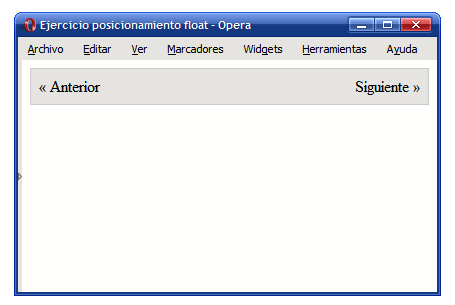 Ejercicio posicionamiento float - Opera
Archivo Editar Ver Marcadores Widgets Herramientas Ayuda
« Anterior Siguiente »